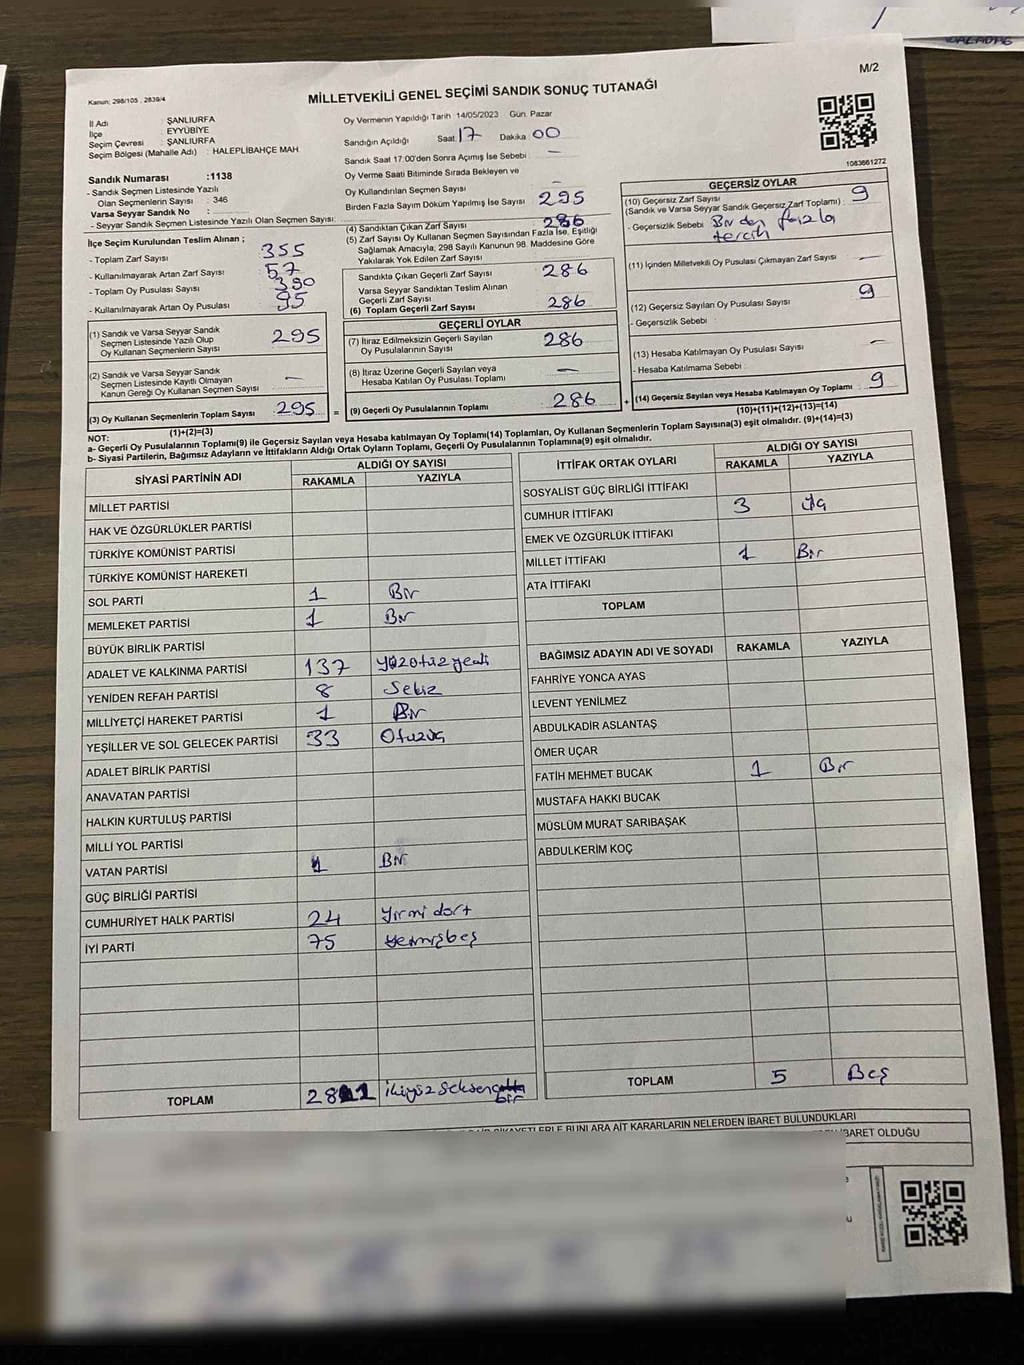 M/2
Kanun: 298/105 , 2839/4
MİLLETVEKİLİ GENEL SEÇİMİ SANDIK SONUÇ TUTANAĞI
1083661272
İl Adı : ŞANLIURFA
İlçe : EYYÜBİYE
Seçim Çevresi : ŞANLIURFA
Seçim Bölgesi (Mahalle Adı) : HALEPLİBAHÇE MAH
Sandık Numarası :1138
- Sandık Seçmen Listesinde Yazılı
Olan Seçmenlerin Sayısı : 346
Varsa Seyyar Sandık No :
- Seyyar Sandık Seçmen Listesinde Yazılı Olan Seçmen Sayısı:
İlçe Seçim Kurulundan Teslim Alınan ;
- Toplam Zarf Sayısı 355
- Kullanılmayarak Artan Zarf Sayısı 57
- Toplam Oy Pusulası Sayısı 390
- Kullanılmayarak Artan Oy Pusulası 95
(1) Sandık ve Varsa Seyyar Sandık
Seçmen Listesinde Yazılı Olup
Oy Kullanan Seçmenlerin Sayısı 295
(2) Sandık ve Varsa Seyyar Sandık
Seçmen Listesinde Kayıtlı Olmayan
Kanun Gereği Oy Kullanan Seçmen Sayısı —
(3) Oy Kullanan Seçmenlerin Toplam Sayısı 295 =
(1)+(2)=(3)
Oy Vermenin Yapıldığı Tarih 14/05/2023 Gün. Pazar
Sandığın Açıldığı Saat 17 Dakika 00
Sandık Saat 17:00'den Sonra Açımış İse Sebebi —
Oy Verme Saati Bitiminde Sırada Bekleyen ve
Oy Kullandırılan Seçmen Sayısı —
Birden Fazla Sayım Döküm Yapılmış İse Sayısı 295
(4) Sandıktan Çıkan Zarf Sayısı 286
(5) Zarf Sayısı Oy Kullanan Seçmen Sayısından Fazla İse, Eşitliği
Sağlamak Amacıyla; 298 Sayılı Kanunun 98. Maddesine Göre
Yakılarak Yok Edilen Zarf Sayısı
Sandıkta Çıkan Geçerli Zarf Sayısı 286
Varsa Seyyar Sandıktan Teslim Alınan
Geçerli Zarf Sayısı
(6) Toplam Geçerli Zarf Sayısı 286
GEÇERLİ OYLAR
(7) İtiraz Edilmeksizin Geçerli Sayılan
Oy Pusulalarının Sayısı 286
(8) İtiraz Üzerine Geçerli Sayılan veya
Hesaba Katılan Oy Pusulası Toplamı —
(9) Geçerli Oy Pusulalarının Toplamı 286 +
GEÇERSİZ OYLAR
(10) Geçersiz Zarf Sayısı
(Sandık ve Varsa Seyyar Sandık Geçersiz Zarf Toplamı) : 9
- Geçersizlik Sebebi : Birden fazla
tercih
(11) İçinden Milletvekili Oy Pusulası Çıkmayan Zarf Sayısı —
(12) Geçersiz Sayılan Oy Pusulası Sayısı 9
- Geçersizlik Sebebi :
(13) Hesaba Katılmayan Oy Pusulası Sayısı —
- Hesaba Katılmama Sebebi :
(14) Geçersiz Sayılan veya Hesaba Katılmayan Oy Toplamı 9
(10)+(11)+(12)+(13)=(14)
NOT:
a- Geçerli Oy Pusulalarının Toplamı(9) ile Geçersiz Sayılan veya Hesaba katılmayan Oy Toplamı(14) Toplamları, Oy Kullanan Seçmenlerin Toplam Sayısına(3) eşit olmalıdır. (9)+(14)=(3)
b- Siyasi Partilerin, Bağımsız Adayların ve İttifakların Aldığı Ortak Oyların Toplamı, Geçerli Oy Pusulalarının Toplamına(9) eşit olmalıdır.
SİYASİ PARTİNİN ADI ALDIĞI OY SAYISI
RAKAMLA YAZIYLA
MİLLET PARTİSİ
HAK VE ÖZGÜRLÜKLER PARTİSİ
TÜRKİYE KOMÜNİST PARTİSİ
TÜRKİYE KOMÜNİST HAREKETİ
SOL PARTİ 1 Bir
MEMLEKET PARTİSİ 1 Bir
BÜYÜK BİRLİK PARTİSİ
ADALET VE KALKINMA PARTİSİ 137 yüzotuzyedi
YENİDEN REFAH PARTİSİ 8 Sekiz
MİLLİYETÇİ HAREKET PARTİSİ 1 Bir
YEŞİLLER VE SOL GELECEK PARTİSİ 33 Otuzüç
ADALET BİRLİK PARTİSİ
ANAVATAN PARTİSİ
HALKIN KURTULUŞ PARTİSİ
MİLLİ YOL PARTİSİ
VATAN PARTİSİ 1 Bir
GÜÇ BİRLİĞİ PARTİSİ
CUMHURİYET HALK PARTİSİ 24 Yirmi dört
İYİ PARTİ 75 Yetmişbeş
TOPLAM 281 ikiyüz seksen
bir
İTTİFAK ORTAK OYLARI ALDIĞI OY SAYISI
RAKAMLA YAZIYLA
SOSYALİST GÜÇ BİRLİĞİ İTTİFAKI
CUMHUR İTTİFAKI 3 üç
EMEK VE ÖZGÜRLÜK İTTİFAKI
MİLLET İTTİFAKI 1 Bir
ATA İTTİFAKI
TOPLAM
BAĞIMSIZ ADAYIN ADI VE SOYADI RAKAMLA YAZIYLA
FAHRİYE YONCA AYAS
LEVENT YENİLMEZ
ABDULKADİR ASLANTAŞ
ÖMER UÇAR
FATİH MEHMET BUCAK 1 Bir
MUSTAFA HAKKI BUCAK
MÜSLÜM MURAT SARIBAŞAK
ABDULKERİM KOÇ
TOPLAM 5 Beş
BUNLARA AİT KARARLARIN NELERDEN İBARET BULUNDUKLARI
İBARET OLDUĞU